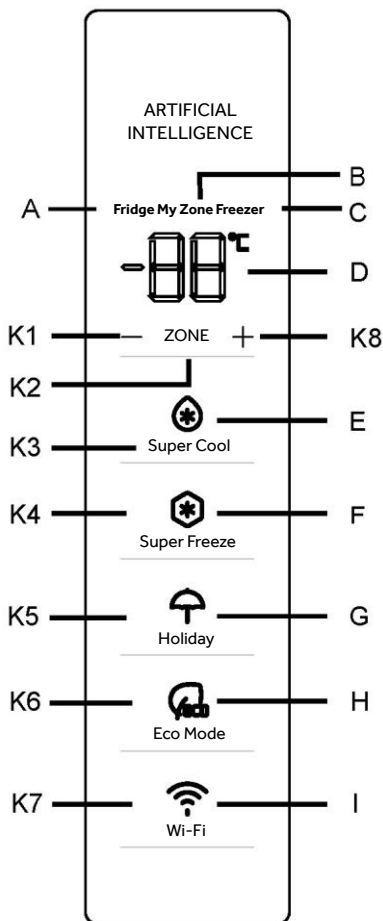 ARTIFICIAL
INTELLIGENCE
B
A Fridge My Zone Freezer C
-88°C D
K1 - ZONE + K8
K2
E
K3 Super Cool
K4 F
Super Freeze
K5 G
Holiday
K6 eco H
Eco Mode
K7 I
Wi-Fi